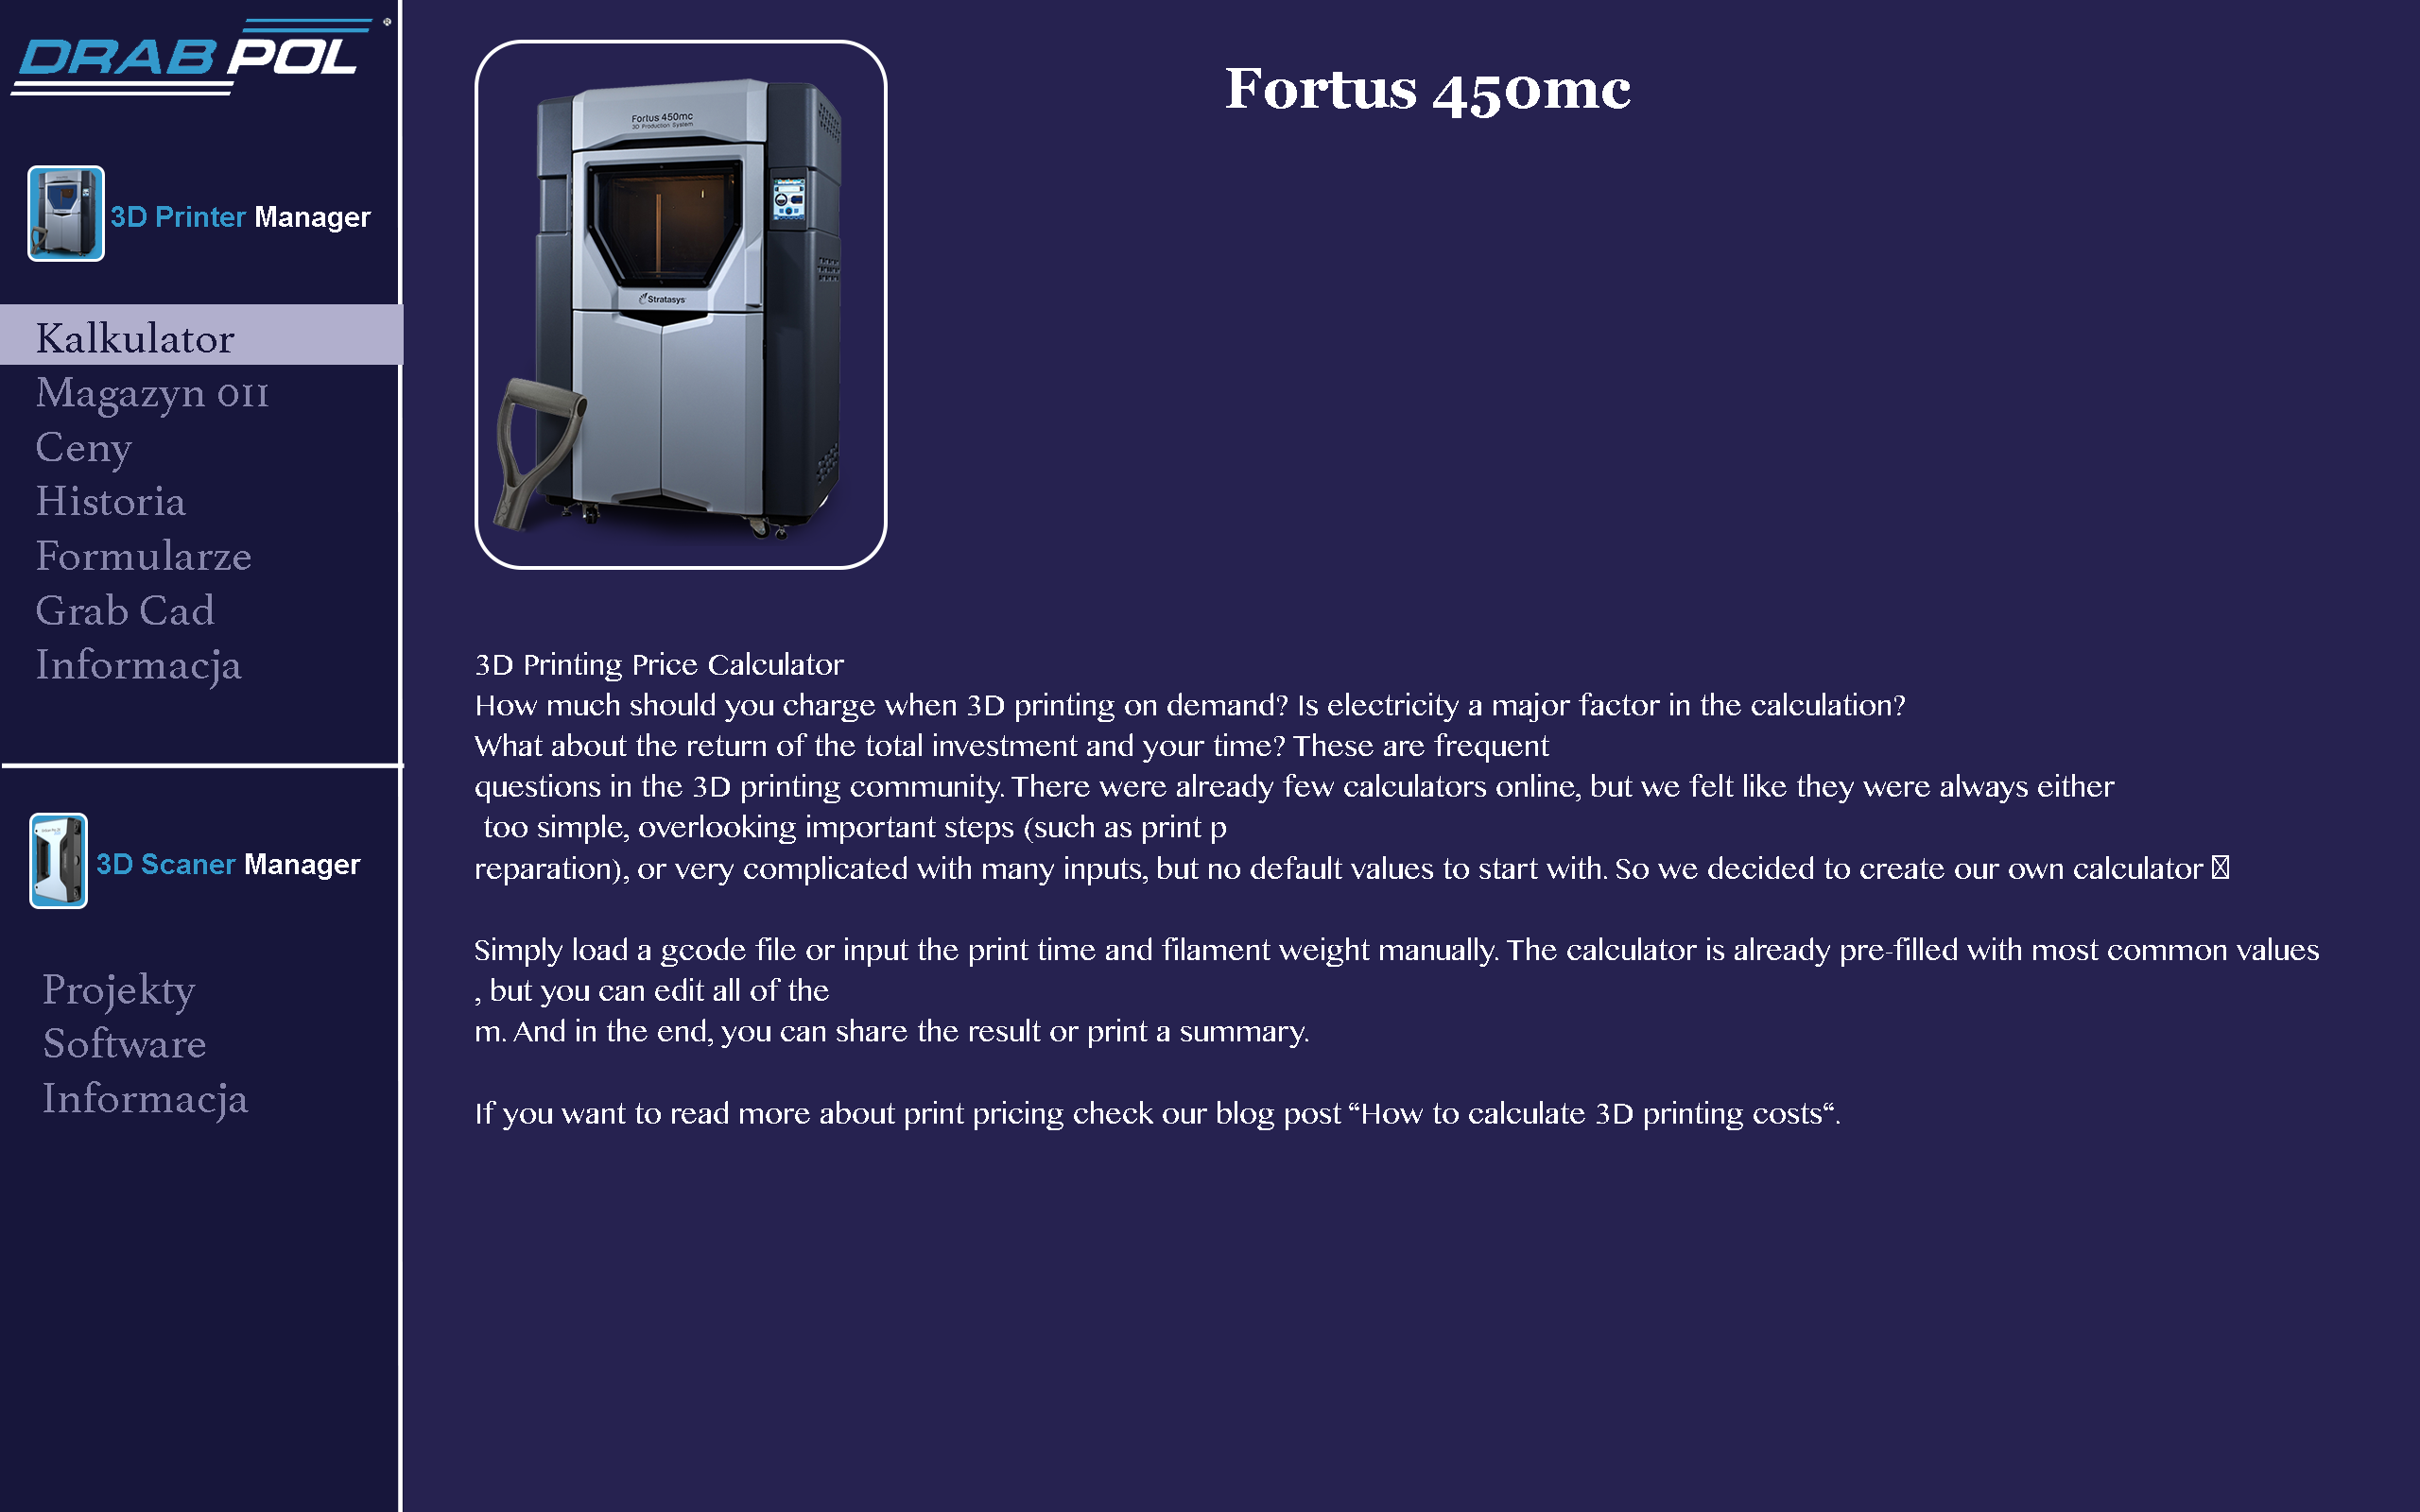 DRABPOL ®
3D Printer Manager
Kalkulator
Magazyn 011
Ceny
Historia
Formularze
Grab Cad
Informacja
3D Scaner Manager
Projekty
Software
Informacja
Fortus 450mc
Fortus 450mc
3D Production System
Stratasys
3D Printing Price Calculator
How much should you charge when 3D printing on demand? Is electricity a major factor in the calculation?
What about the return of the total investment and your time? These are frequent
questions in the 3D printing community. There were already few calculators online, but we felt like they were always either
too simple, overlooking important steps (such as print p
reparation), or very complicated with many inputs, but no default values to start with. So we decided to create our own calculator
Simply load a gcode file or input the print time and filament weight manually. The calculator is already pre-filled with most common values
, but you can edit all of the
m. And in the end, you can share the result or print a summary.
If you want to read more about print pricing check our blog post “How to calculate 3D printing costs“.